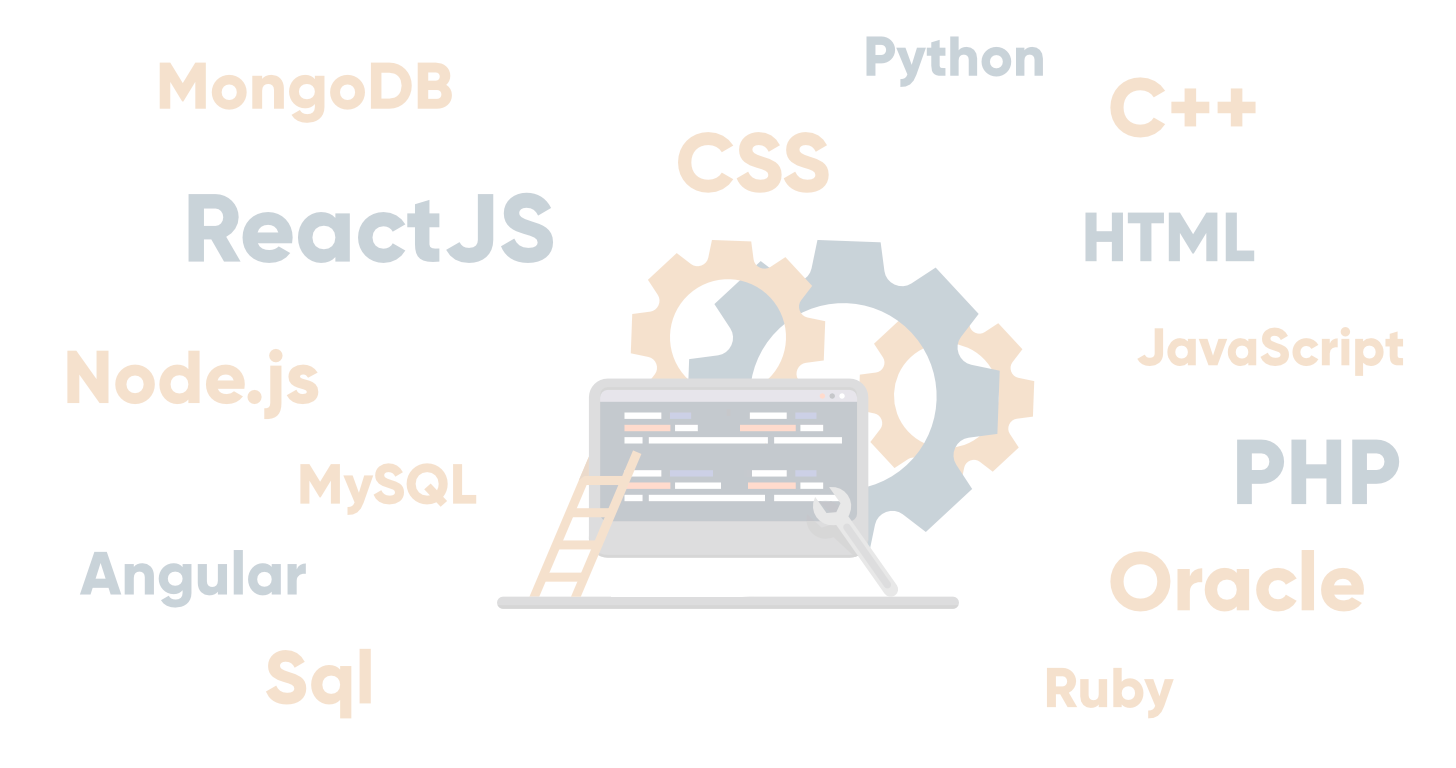 Python
MongoDB
C++
CSS
ReactJS
HTML
JavaScript
Node.js
PHP
MySQL
Angular
Oracle
Sql
Ruby